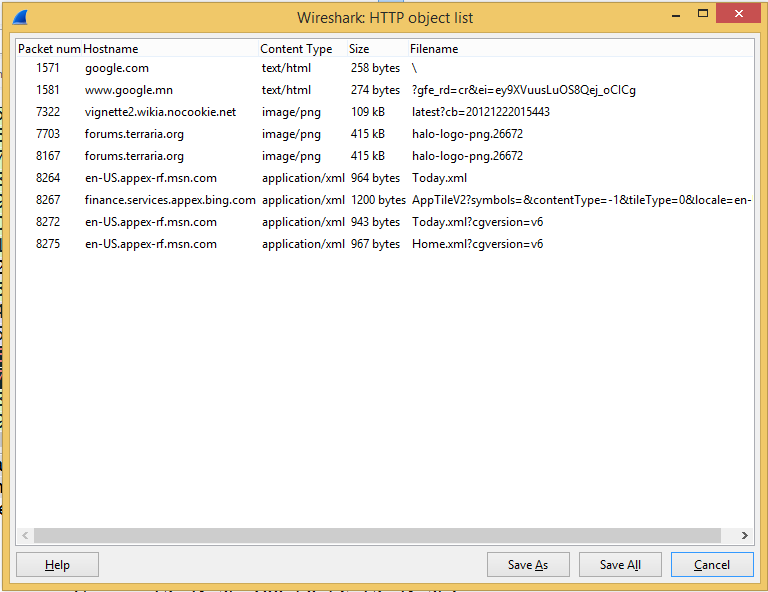 Wireshark: HTTP object list
Packet num Hostname Content Type Size Filename
1571 google.com text/html 258 bytes \
1581 www.google.mn text/html 274 bytes ?gfe_rd=cr&ei=ey9XVuusLuOS8Qej_oCICg
7322 vignette2.wikia.nocookie.net image/png 109 kB latest?cb=20121222015443
7703 forums.terraria.org image/png 415 kB halo-logo-png.26672
8167 forums.terraria.org image/png 415 kB halo-logo-png.26672
8264 en-US.appex-rf.msn.com application/xml 964 bytes Today.xml
8267 finance.services.appex.bing.com application/xml 1200 bytes AppTileV2?symbols=&contentType=-1&tileType=0&locale=en-
8272 en-US.appex-rf.msn.com application/xml 943 bytes Today.xml?cgversion=v6
8275 en-US.appex-rf.msn.com application/xml 967 bytes Home.xml?cgversion=v6
Help Save As Save All Cancel